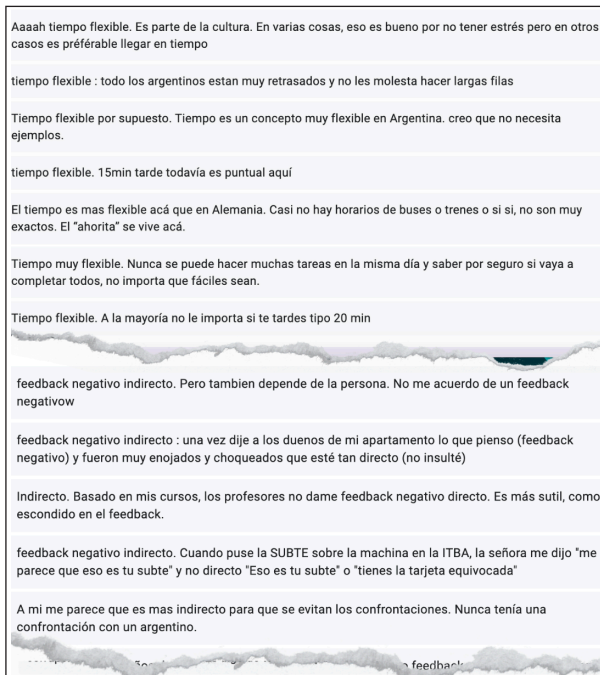 Aaaah tiempo flexible. Es parte de la cultura. En varias cosas, eso es bueno por no tener estrés pero en otros
casos es préférable llegar en tiempo
tiempo flexible : todo los argentinos estan muy retrasados y no les molesta hacer largas filas
Tiempo flexible por supuesto. Tiempo es un concepto muy flexible en Argentina. creo que no necesita
ejemplos.
tiempo flexible. 15min tarde todavía es puntual aquí
El tiempo es mas flexible acá que en Alemania. Casi no hay horarios de buses o trenes o si si, no son muy
exactos. El "ahorita" se vive acá.
Tiempo muy flexible. Nunca se puede hacer muchas tareas en la misma día y saber por seguro si vaya a
completar todos, no importa que fáciles sean.
Tiempo flexible. A la mayoría no le importa si te tardes tipo 20 min
feedback negativo indirecto. Pero tambien depende de la persona. No me acuerdo de un feedback
negativow
feedback negativo indirecto : una vez dije a los duenos de mi apartamento lo que pienso (feedback
negativo) y fueron muy enojados y choqueados que esté tan directo (no insulté)
Indirecto. Basado en mis cursos, los profesores no dame feedback negativo directo. Es más sutil, como
escondido en el feedback.
feedback negativo indirecto. Cuando puse la SUBTE sobre la machina en la ITBA, la señora me dijo "me
parece que eso es tu subte" y no directo "Eso es tu subte" o "tienes la tarjeta equivocada"
A mi me parece que es mas indirecto para que se evitan los confrontaciones. Nunca tenía una
confrontación con un argentino.
feedback